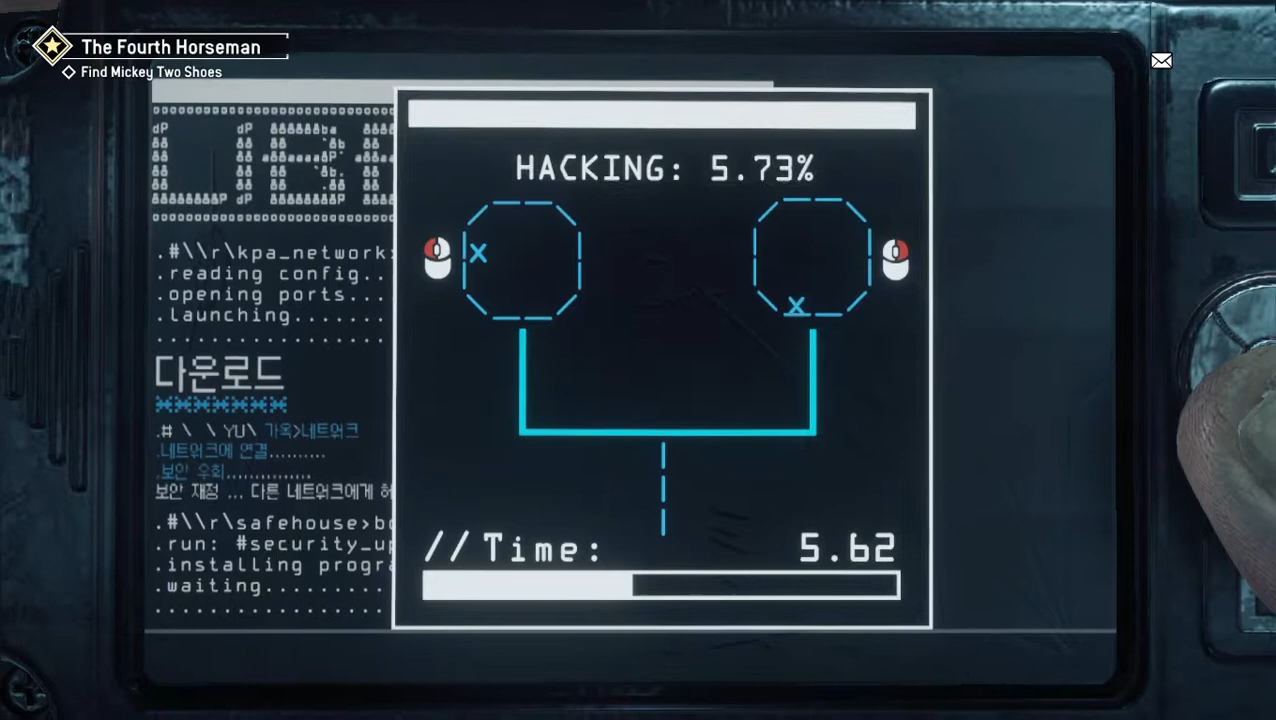 The Fourth Horseman
Find Mickey Two Shoes
HACKING: 5.73%
.#\\r\kpa_network>
.reading config..
.opening ports...
.launching.......
다운로드
******* 
.# \ \ YU\ 가옥>네트워크
.네트워크에 연결..........
.보안 우회...............
보안 재정 ... 다른 네트워크에게
.#\\r\safehouse>
.run:
.installing
.waiting.........
//Time: 5.62